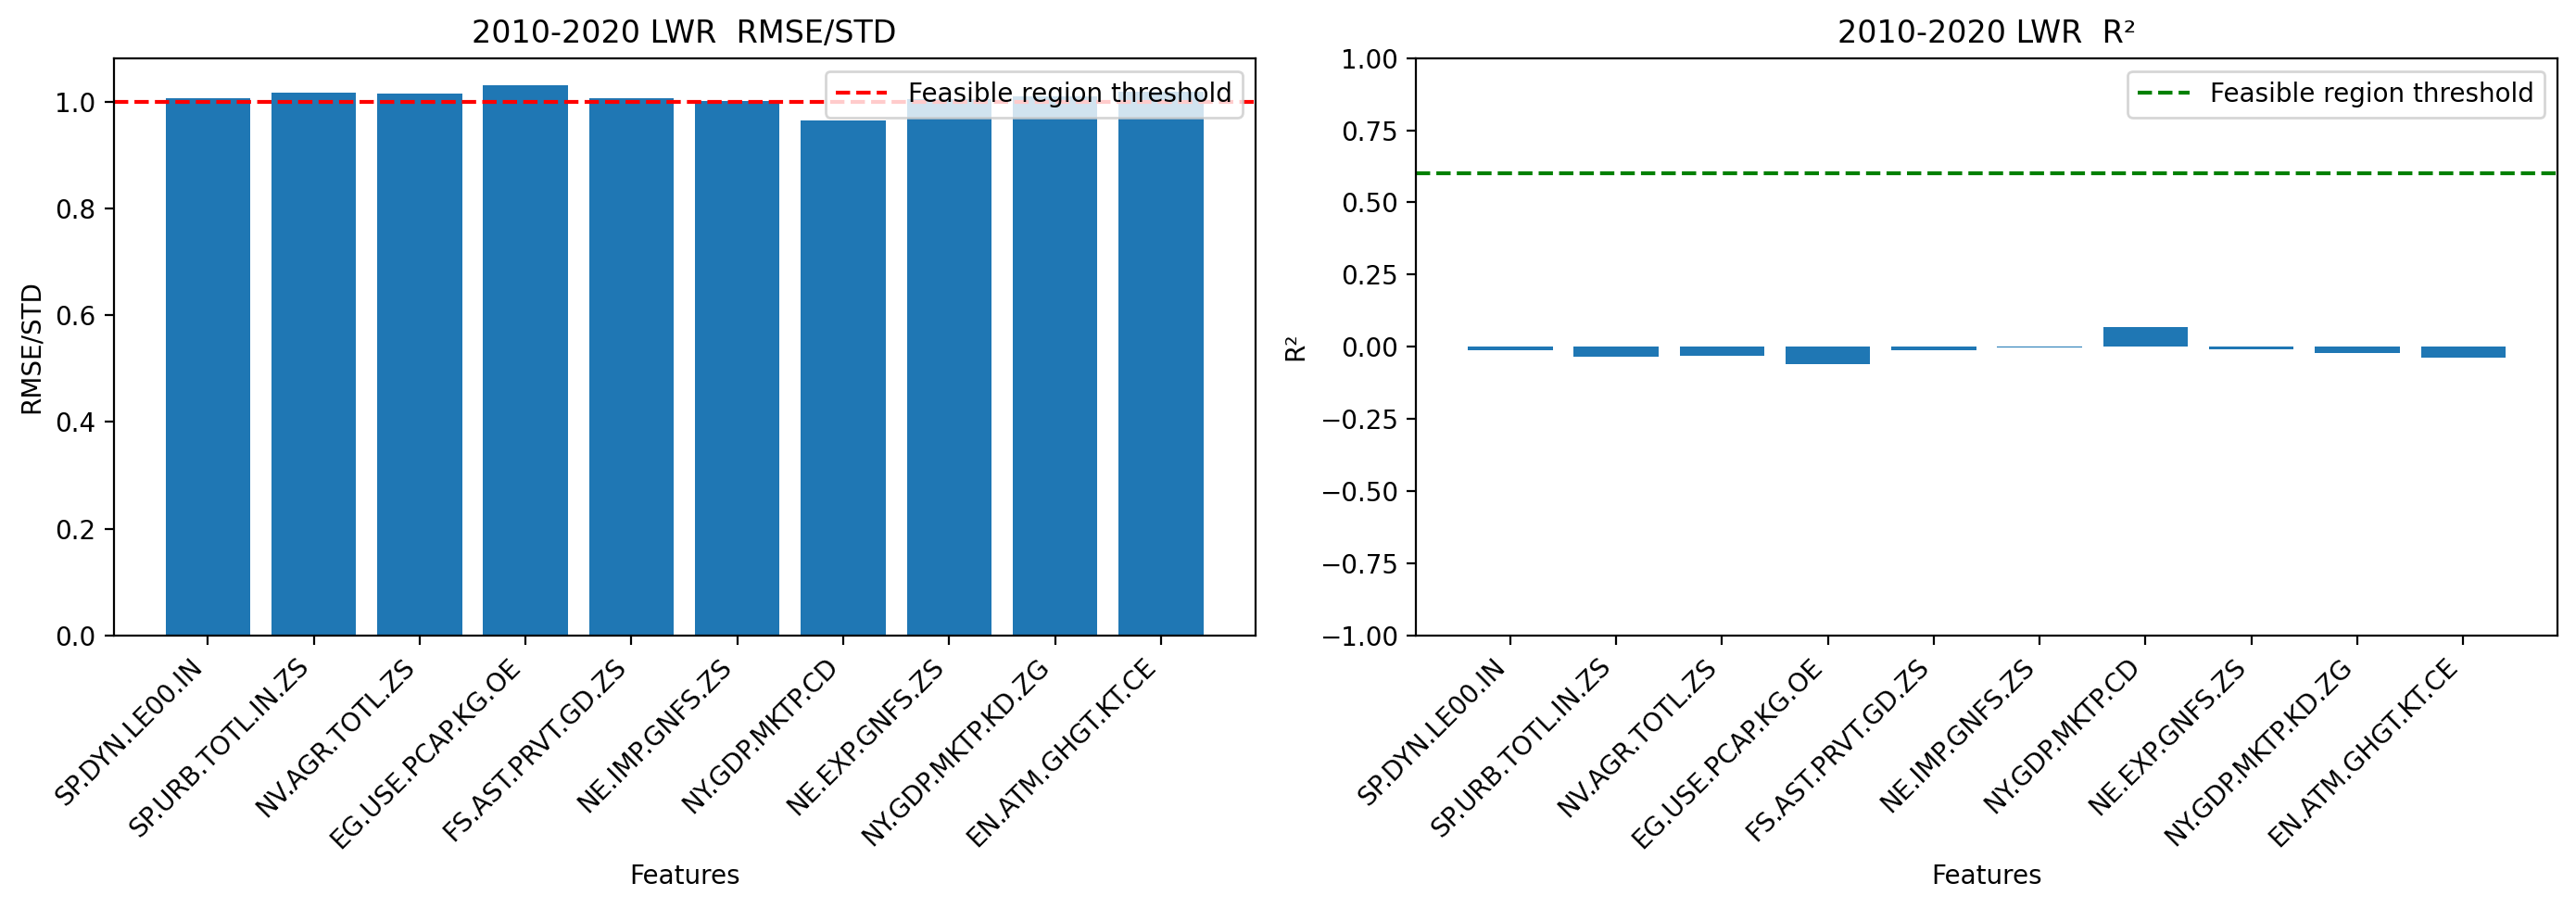 2010-2020 LWR  RMSE/STD
RMSE/STD
1.0
0.8
0.6
0.4
0.2
0.0
Feasible region threshold
SP.DYN.LE00.IN
SP.URB.TOTL.IN.ZS
NV.AGR.TOTL.ZS
EG.USE.PCAP.KG.OE
FS.AST.PRVT.GD.ZS
NE.IMP.GNFS.ZS
NY.GDP.MKTP.CD
NE.EXP.GNFS.ZS
NY.GDP.MKTP.KD.ZG
EN.ATM.GHGT.KT.CE
Features
2010-2020 LWR  R²
R²
1.00
0.75
0.50
0.25
0.00
−0.25
−0.50
−0.75
−1.00
Feasible region threshold
SP.DYN.LE00.IN
SP.URB.TOTL.IN.ZS
NV.AGR.TOTL.ZS
EG.USE.PCAP.KG.OE
FS.AST.PRVT.GD.ZS
NE.IMP.GNFS.ZS
NY.GDP.MKTP.CD
NE.EXP.GNFS.ZS
NY.GDP.MKTP.KD.ZG
EN.ATM.GHGT.KT.CE
Features